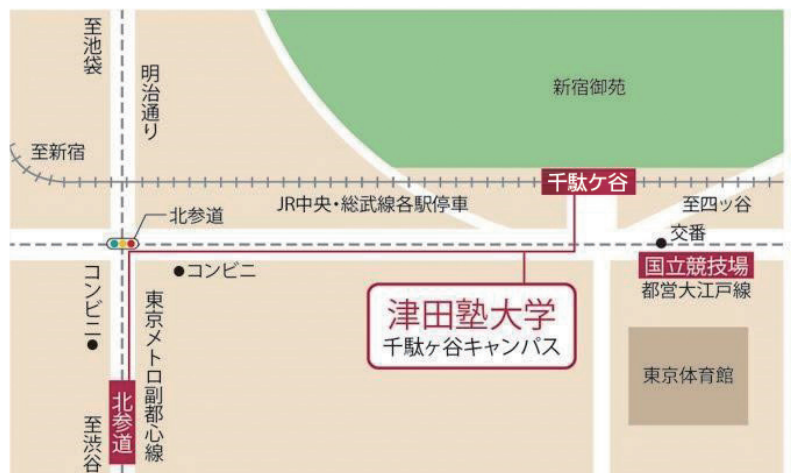 至池袋
明治通り
新宿御苑
至新宿
千駄ケ谷
JR中央・総武線各駅停車
至四ッ谷
北参道
交番
コンビニ
国立競技場
都営大江戸線
コンビニ
東京メトロ副都心線
津田塾大学
千駄ヶ谷キャンパス
東京体育館
北参道
至渋谷